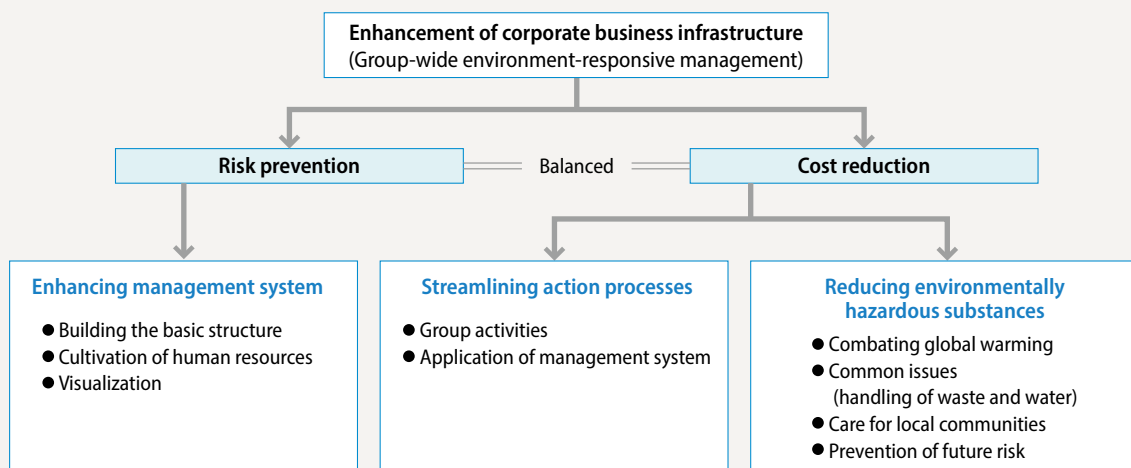 Enhancement of corporate business infrastructure
(Group-wide environment-responsive management)
Risk prevention
Balanced
Cost reduction
Enhancing management system
● Building the basic structure
● Cultivation of human resources
● Visualization
Streamlining action processes
● Group activities
● Application of management system
Reducing environmentally
hazardous substances
● Combating global warming
● Common issues
(handling of waste and water)
● Care for local communities
● Prevention of future risk